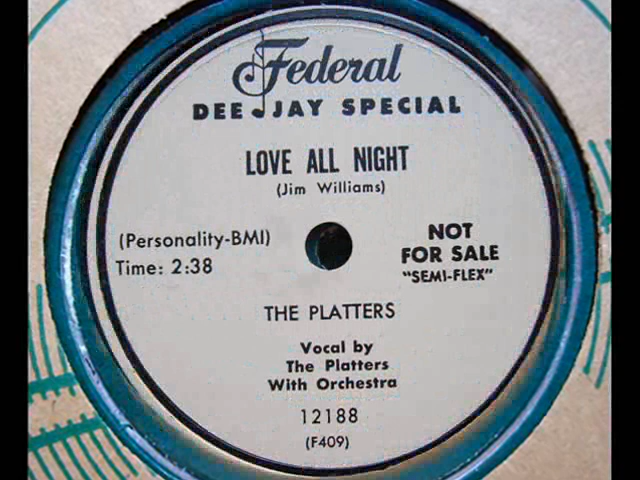 Federal
DEE JAY SPECIAL
LOVE ALL NIGHT
(Jim Williams)
(Personality-BMI)
Time: 2:38
NOT
FOR SALE
"SEMI-FLEX"
THE PLATTERS
Vocal by
The Platters
With Orchestra
12188
(F409)